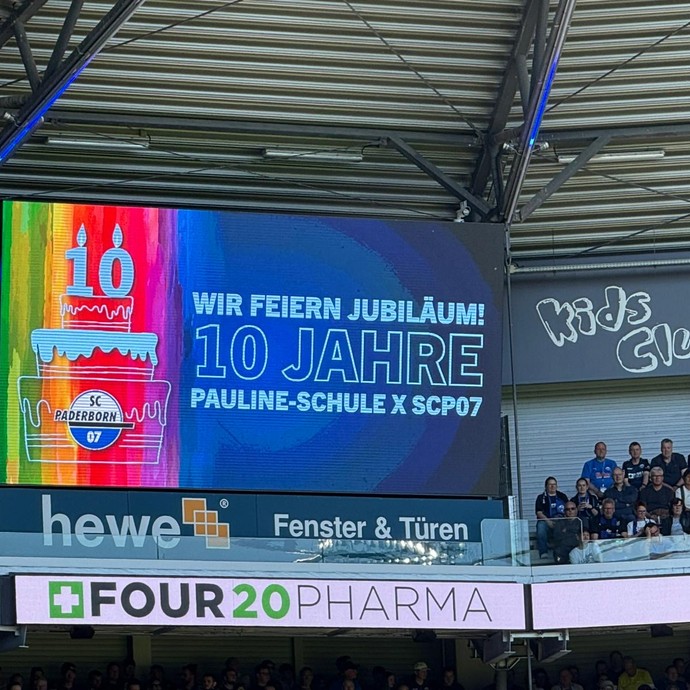 10
SC
PADERBORN
07
WIR FEIERN JUBILÄUM!
10 JAHRE
PAULINE-SCHULE X SCP07
Kids
Clu
hewe®
Fenster & Türen
FOUR20PHARMA